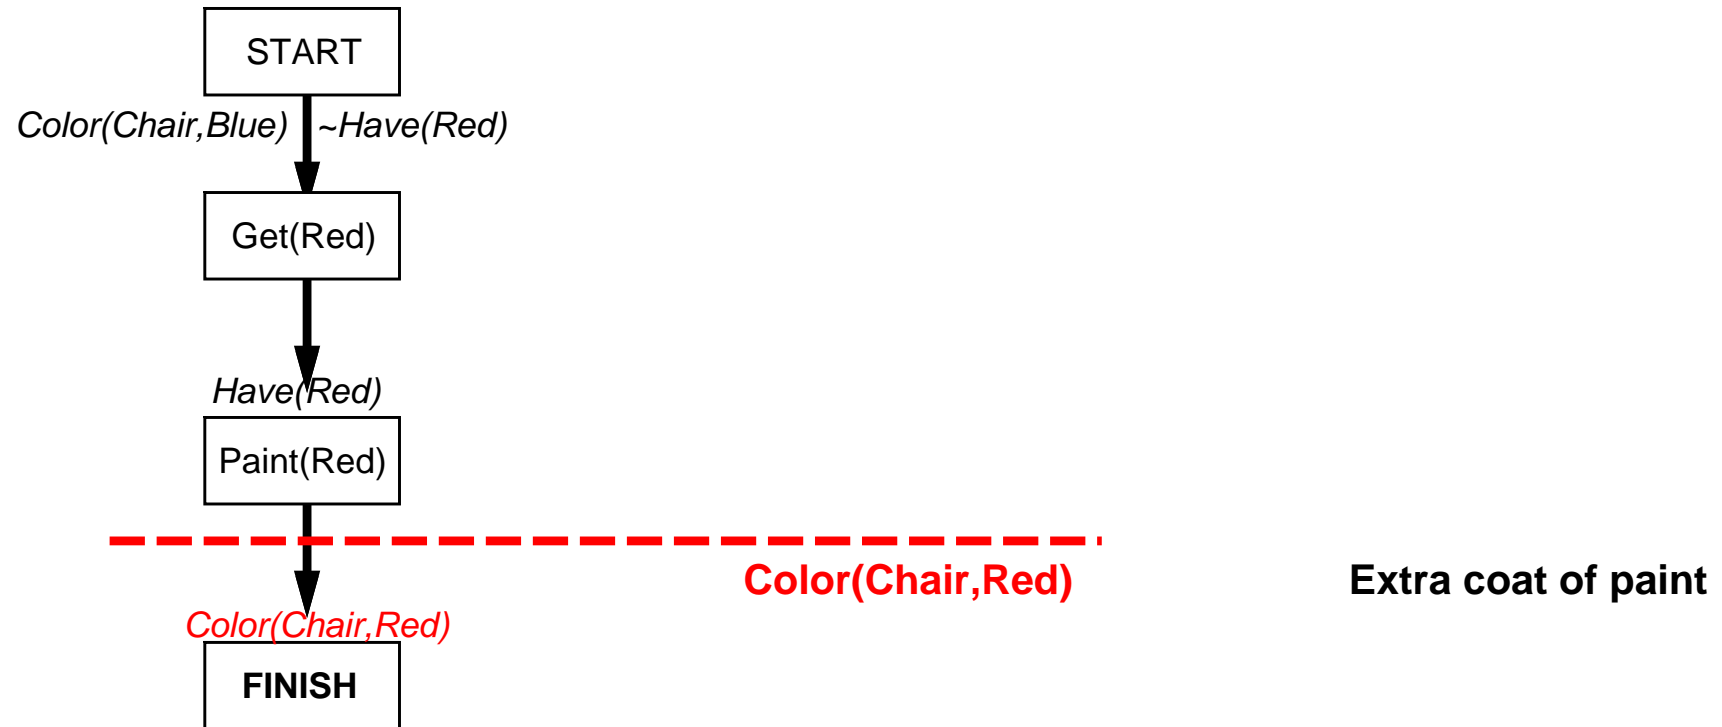 START
Color(Chair,Blue) ~Have(Red)
Get(Red)
Have(Red)
Paint(Red)
Color(Chair,Red) Extra coat of paint
Color(Chair,Red)
FINISH